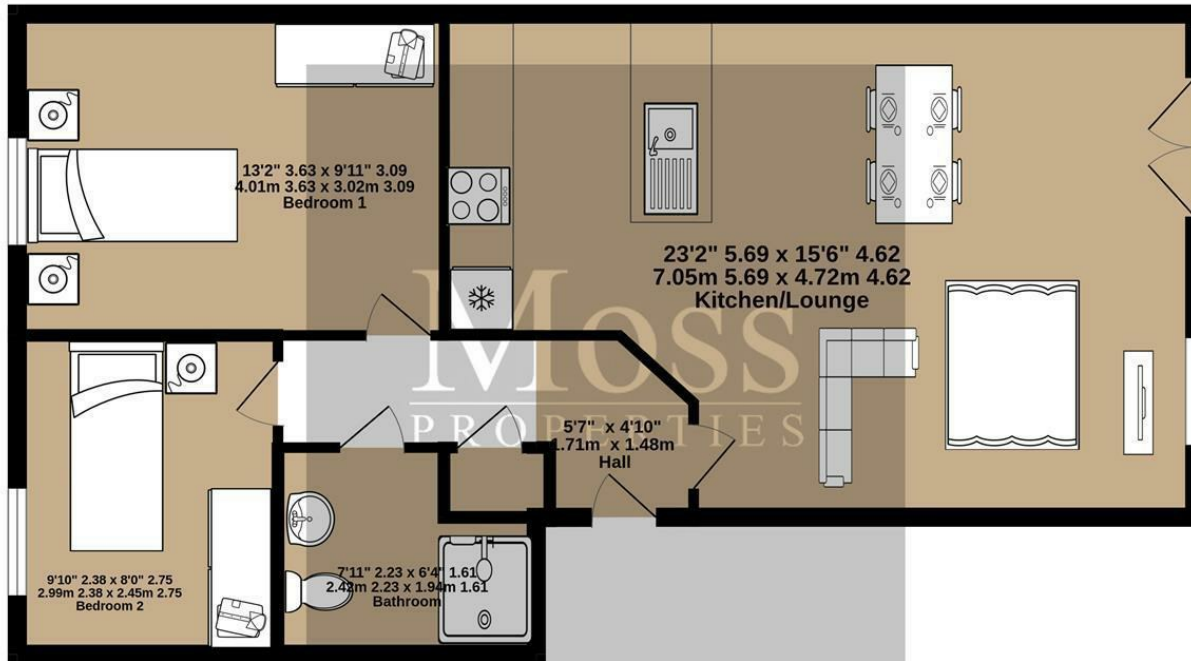 13'2" 3.63 x 9'11" 3.09
4.01m 3.63 x 3.02m 3.09
Bedroom 1
23'2" 5.69 x 15'6" 4.62
7.05m 5.69 x 4.72m 4.62
Kitchen/Lounge
MOSS
PROPERTIES
5'7" x 4'10"
1.71m x 1.48m
Hall
9'10" 2.38 x 8'0" 2.75
2.99m 2.38 x 2.45m 2.75
Bedroom 2
7'11" 2.23 x 6'4" 1.61
2.42m 2.23 x 1.94m 1.61
Bathroom